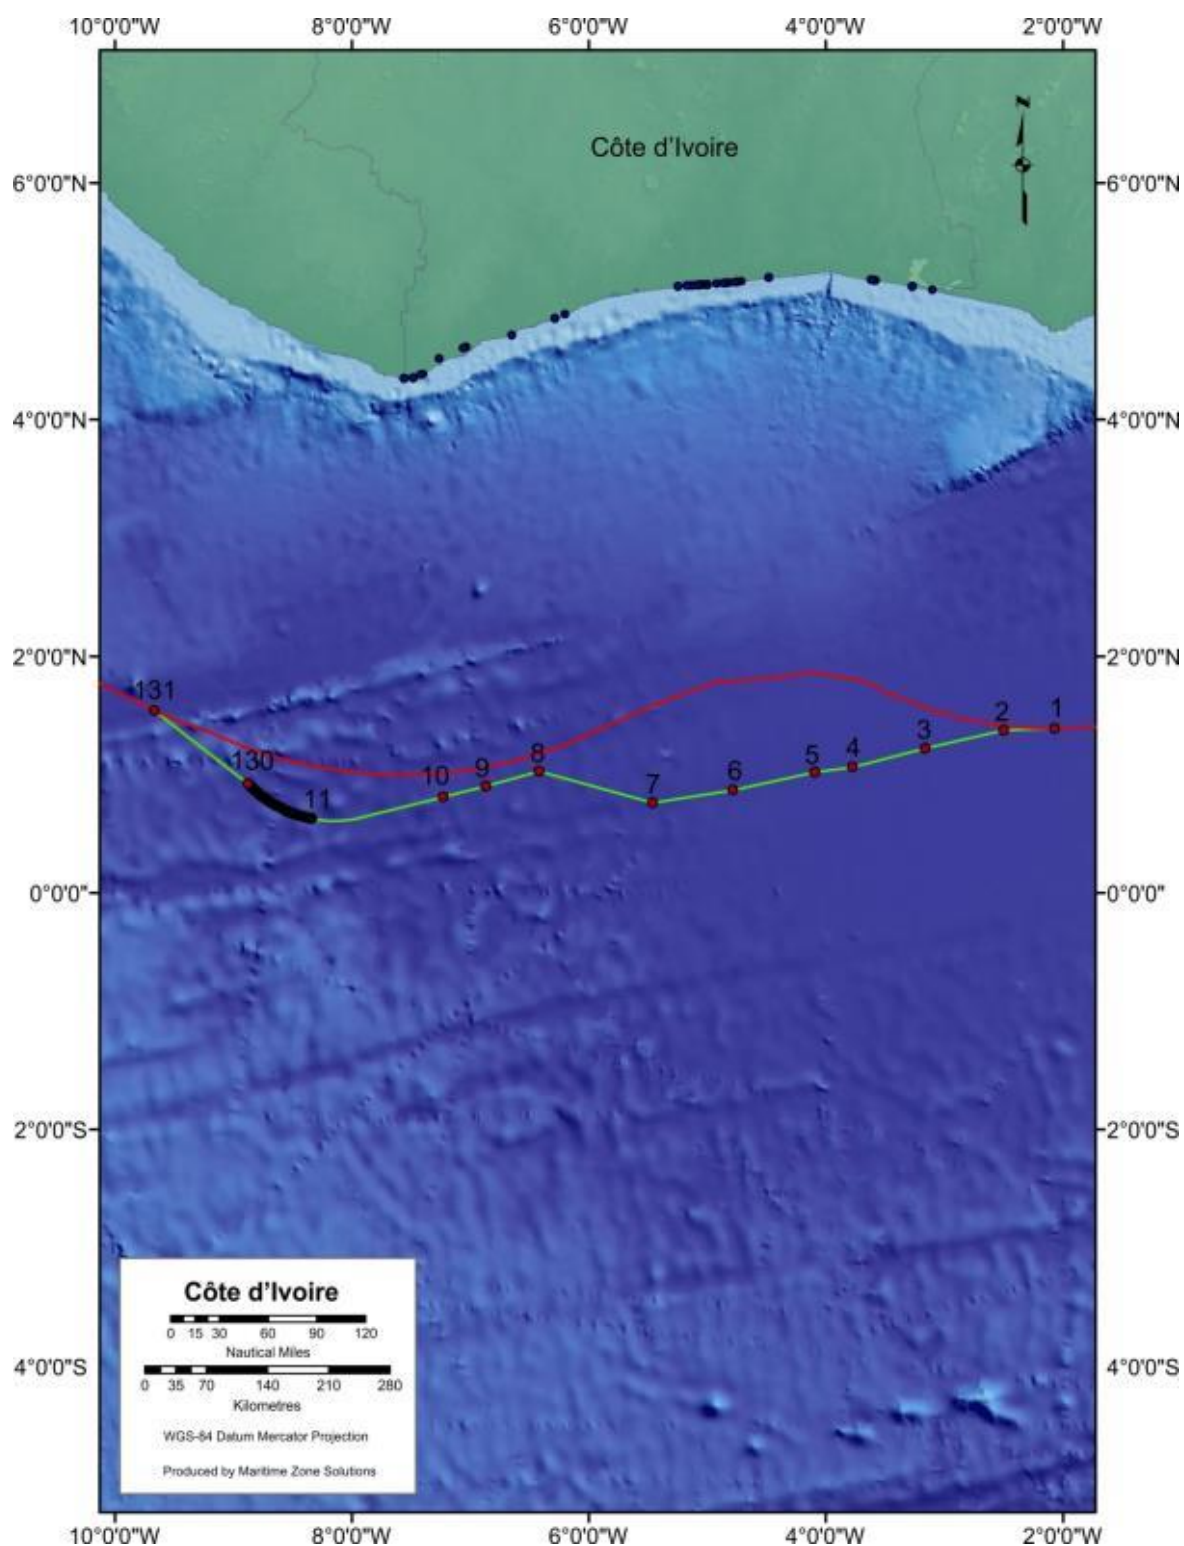 10°0'0"W 8°0'0"W 6°0'0"W 4°0'0"W 2°0'0"W
N
Côte d'Ivoire
6°0'0"N 6°0'0"N
4°0'0"N 4°0'0"N
2°0'0"N 2°0'0"N
131
130
11
10
9
8
7
6
5
4
3
2
1
0°0'0" 0°0'0"
2°0'0"S 2°0'0"S
4°0'0"S 4°0'0"S
Côte d'Ivoire
0 15 30 60 90 120
Nautical Miles
0 35 70 140 210 280
Kilometres
WGS-84 Datum Mercator Projection
Produced by Maritime Zone Solutions
10°0'0"W 8°0'0"W 6°0'0"W 4°0'0"W 2°0'0"W